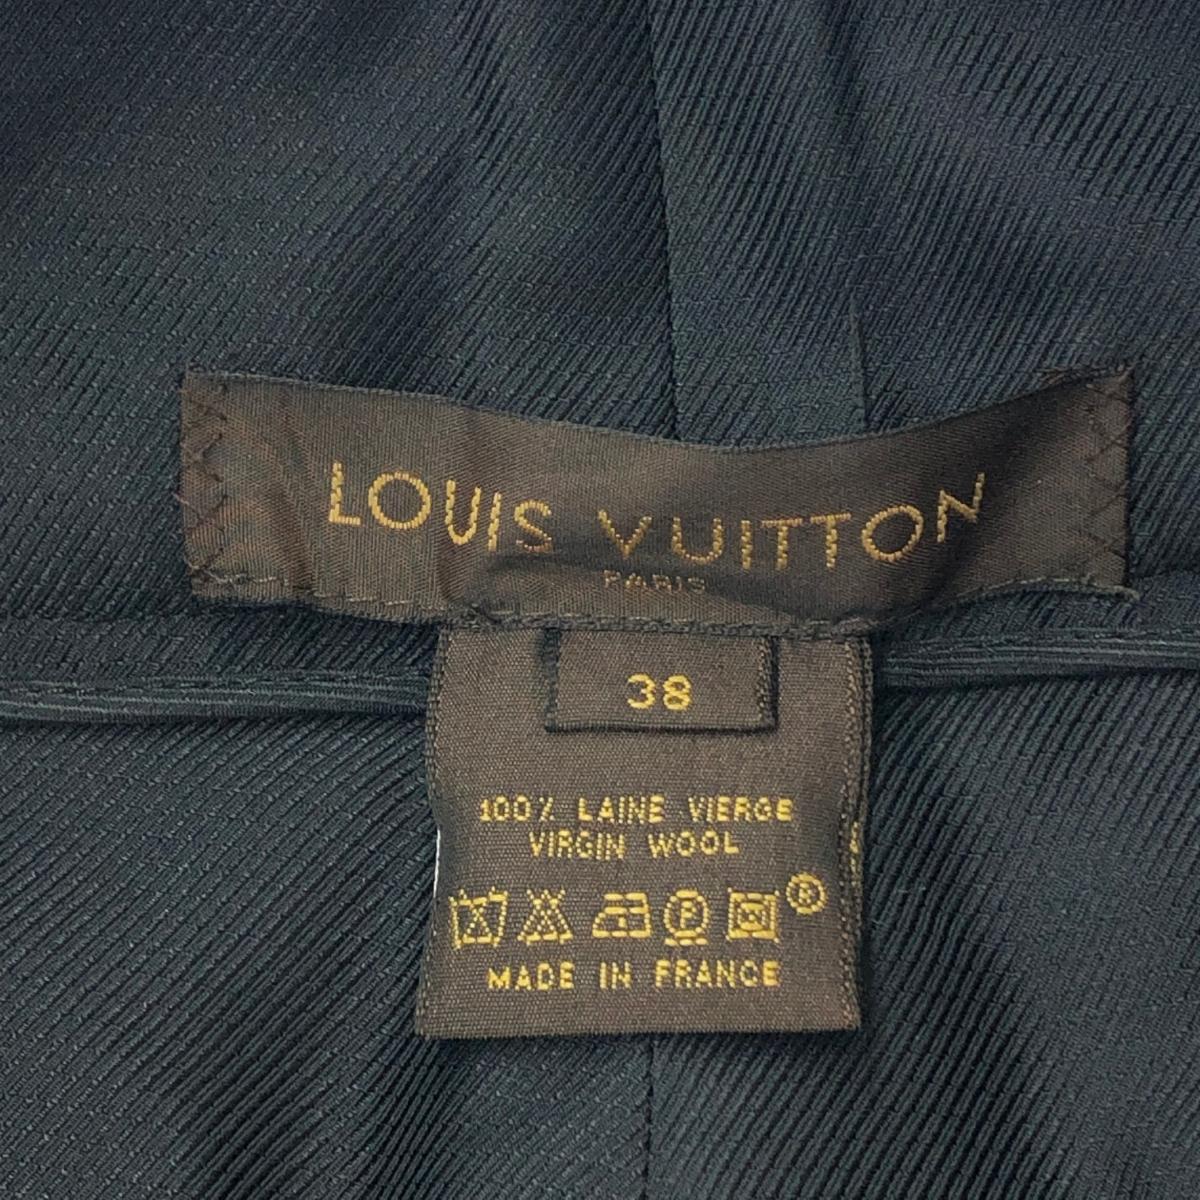 LOUIS VUITTON
PARIS
38
100% LAINE VIERGE
VIRGIN WOOL
P ®
MADE IN FRANCE